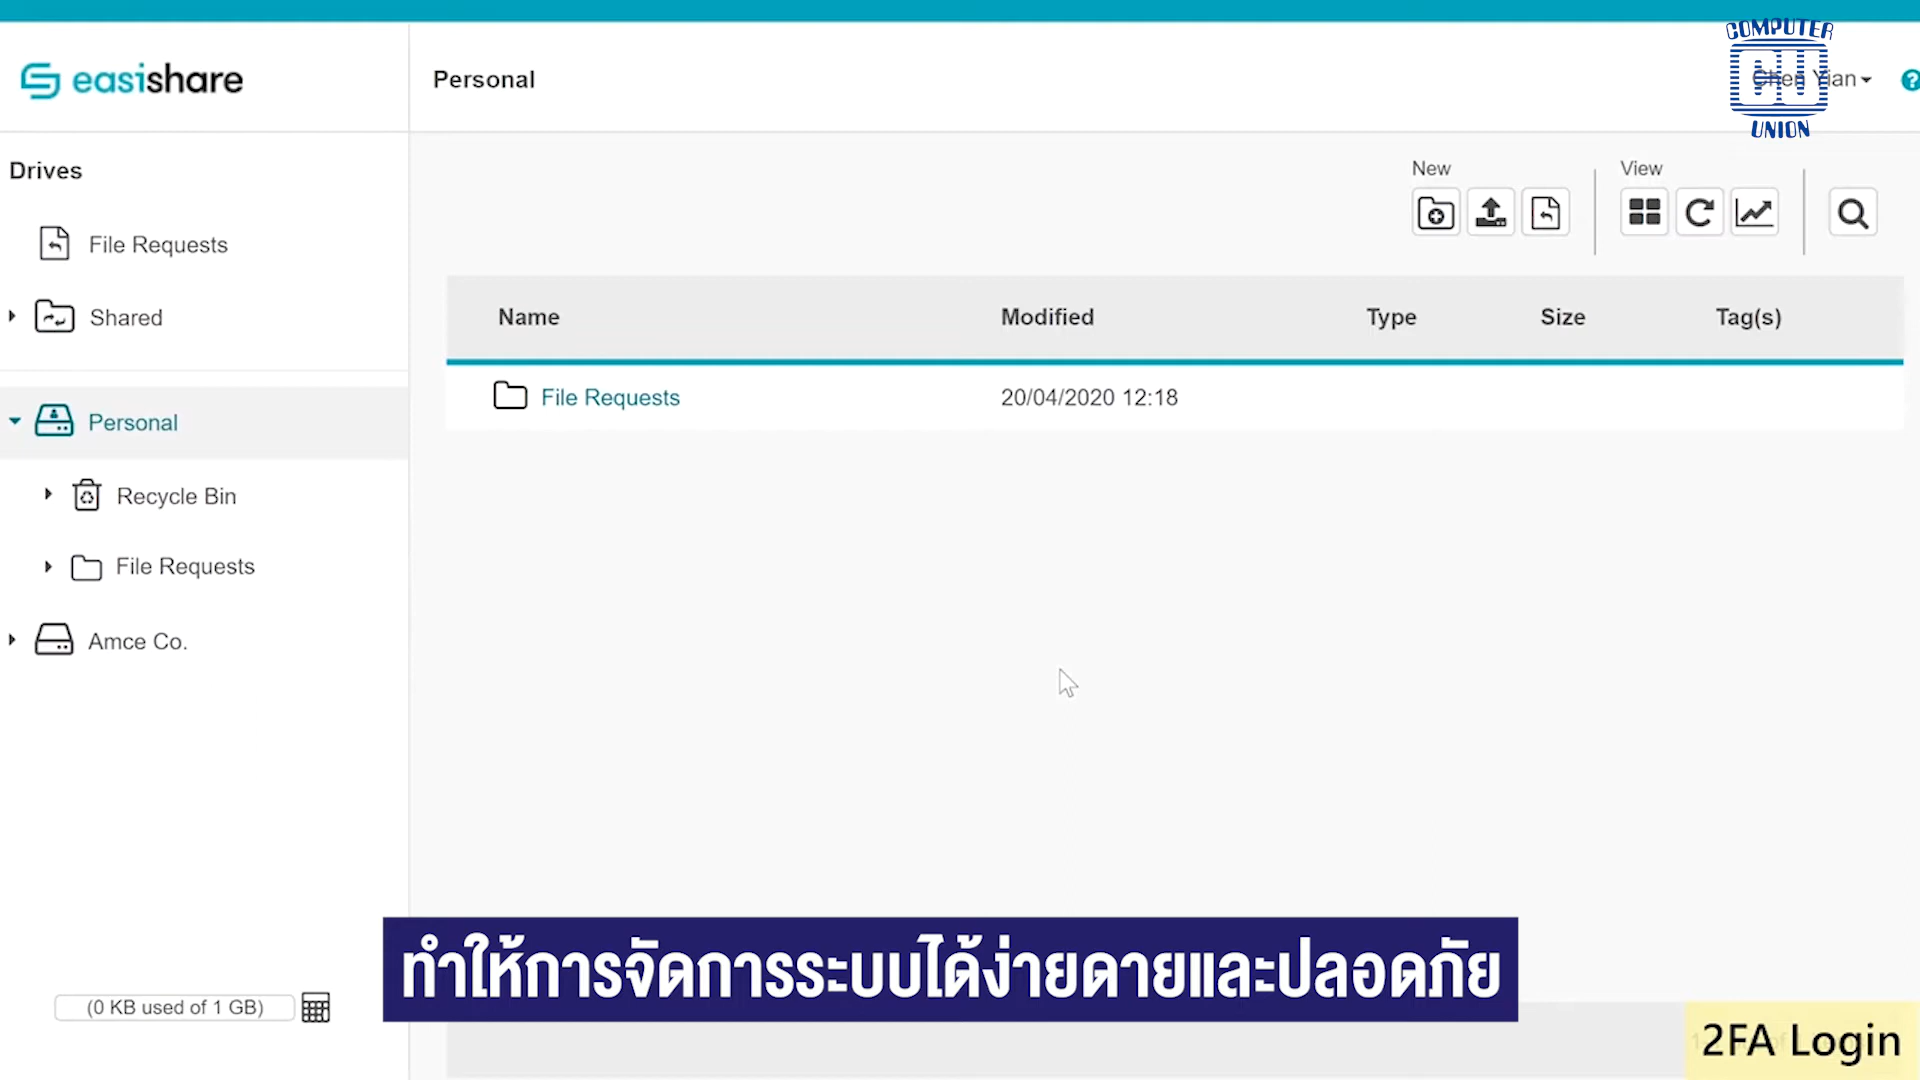 COMPUTER
CU
UNION
easishare
Personal
Chen Yian
?
Drives
New
View
File Requests
Shared
Name Modified Type Size Tag(s)
File Requests 20/04/2020 12:18
Personal
Recycle Bin
File Requests
Amce Co.
ทำให้การจัดการระบบได้ง่ายดายและปลอดภัย
(0 KB used of 1 GB)
2FA Login